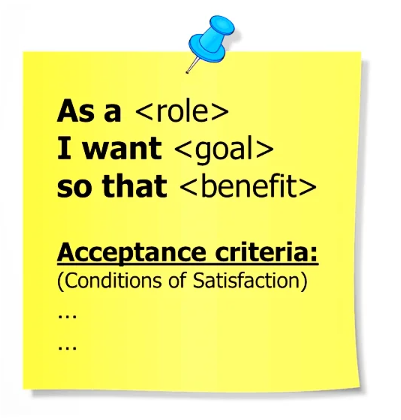 As a <role>
I want <goal>
so that <benefit>
Acceptance criteria:
(Conditions of Satisfaction)
...
...